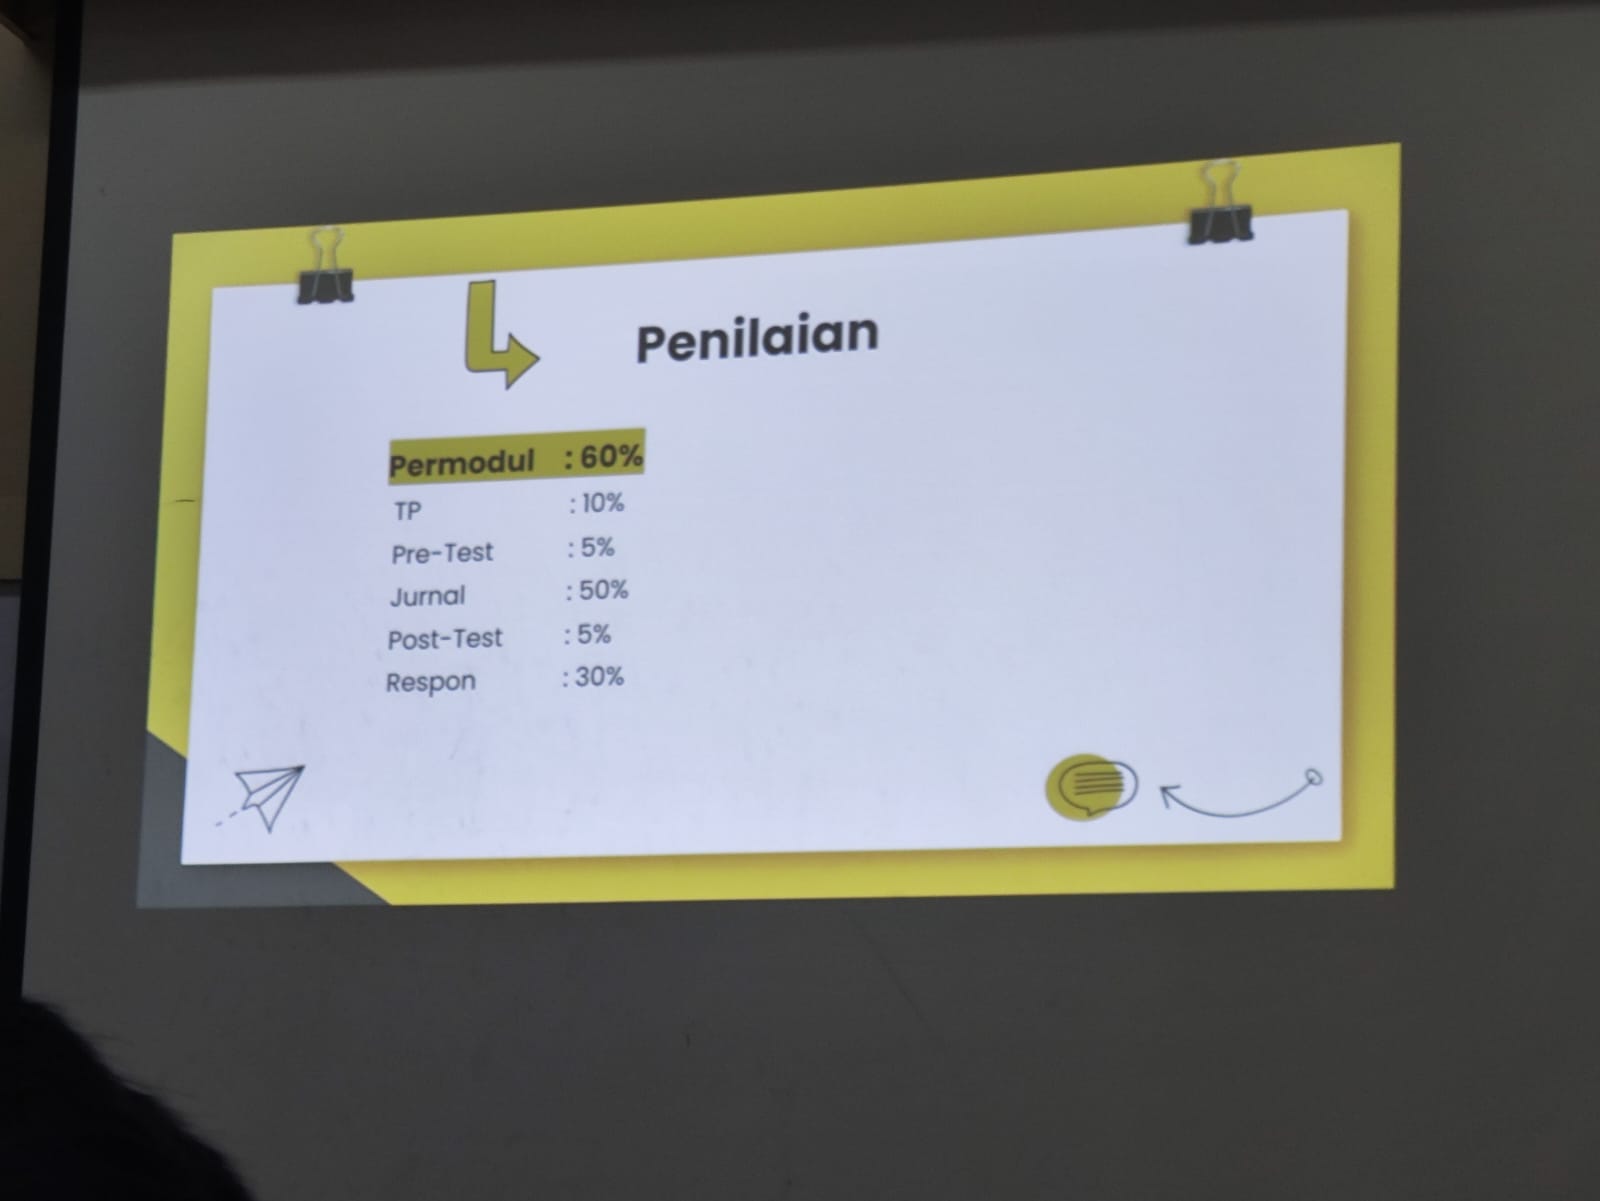 Penilaian
Permodul : 60%
TP : 10%
Pre-Test : 5%
Jurnal : 50%
Post-Test : 5%
Respon : 30%